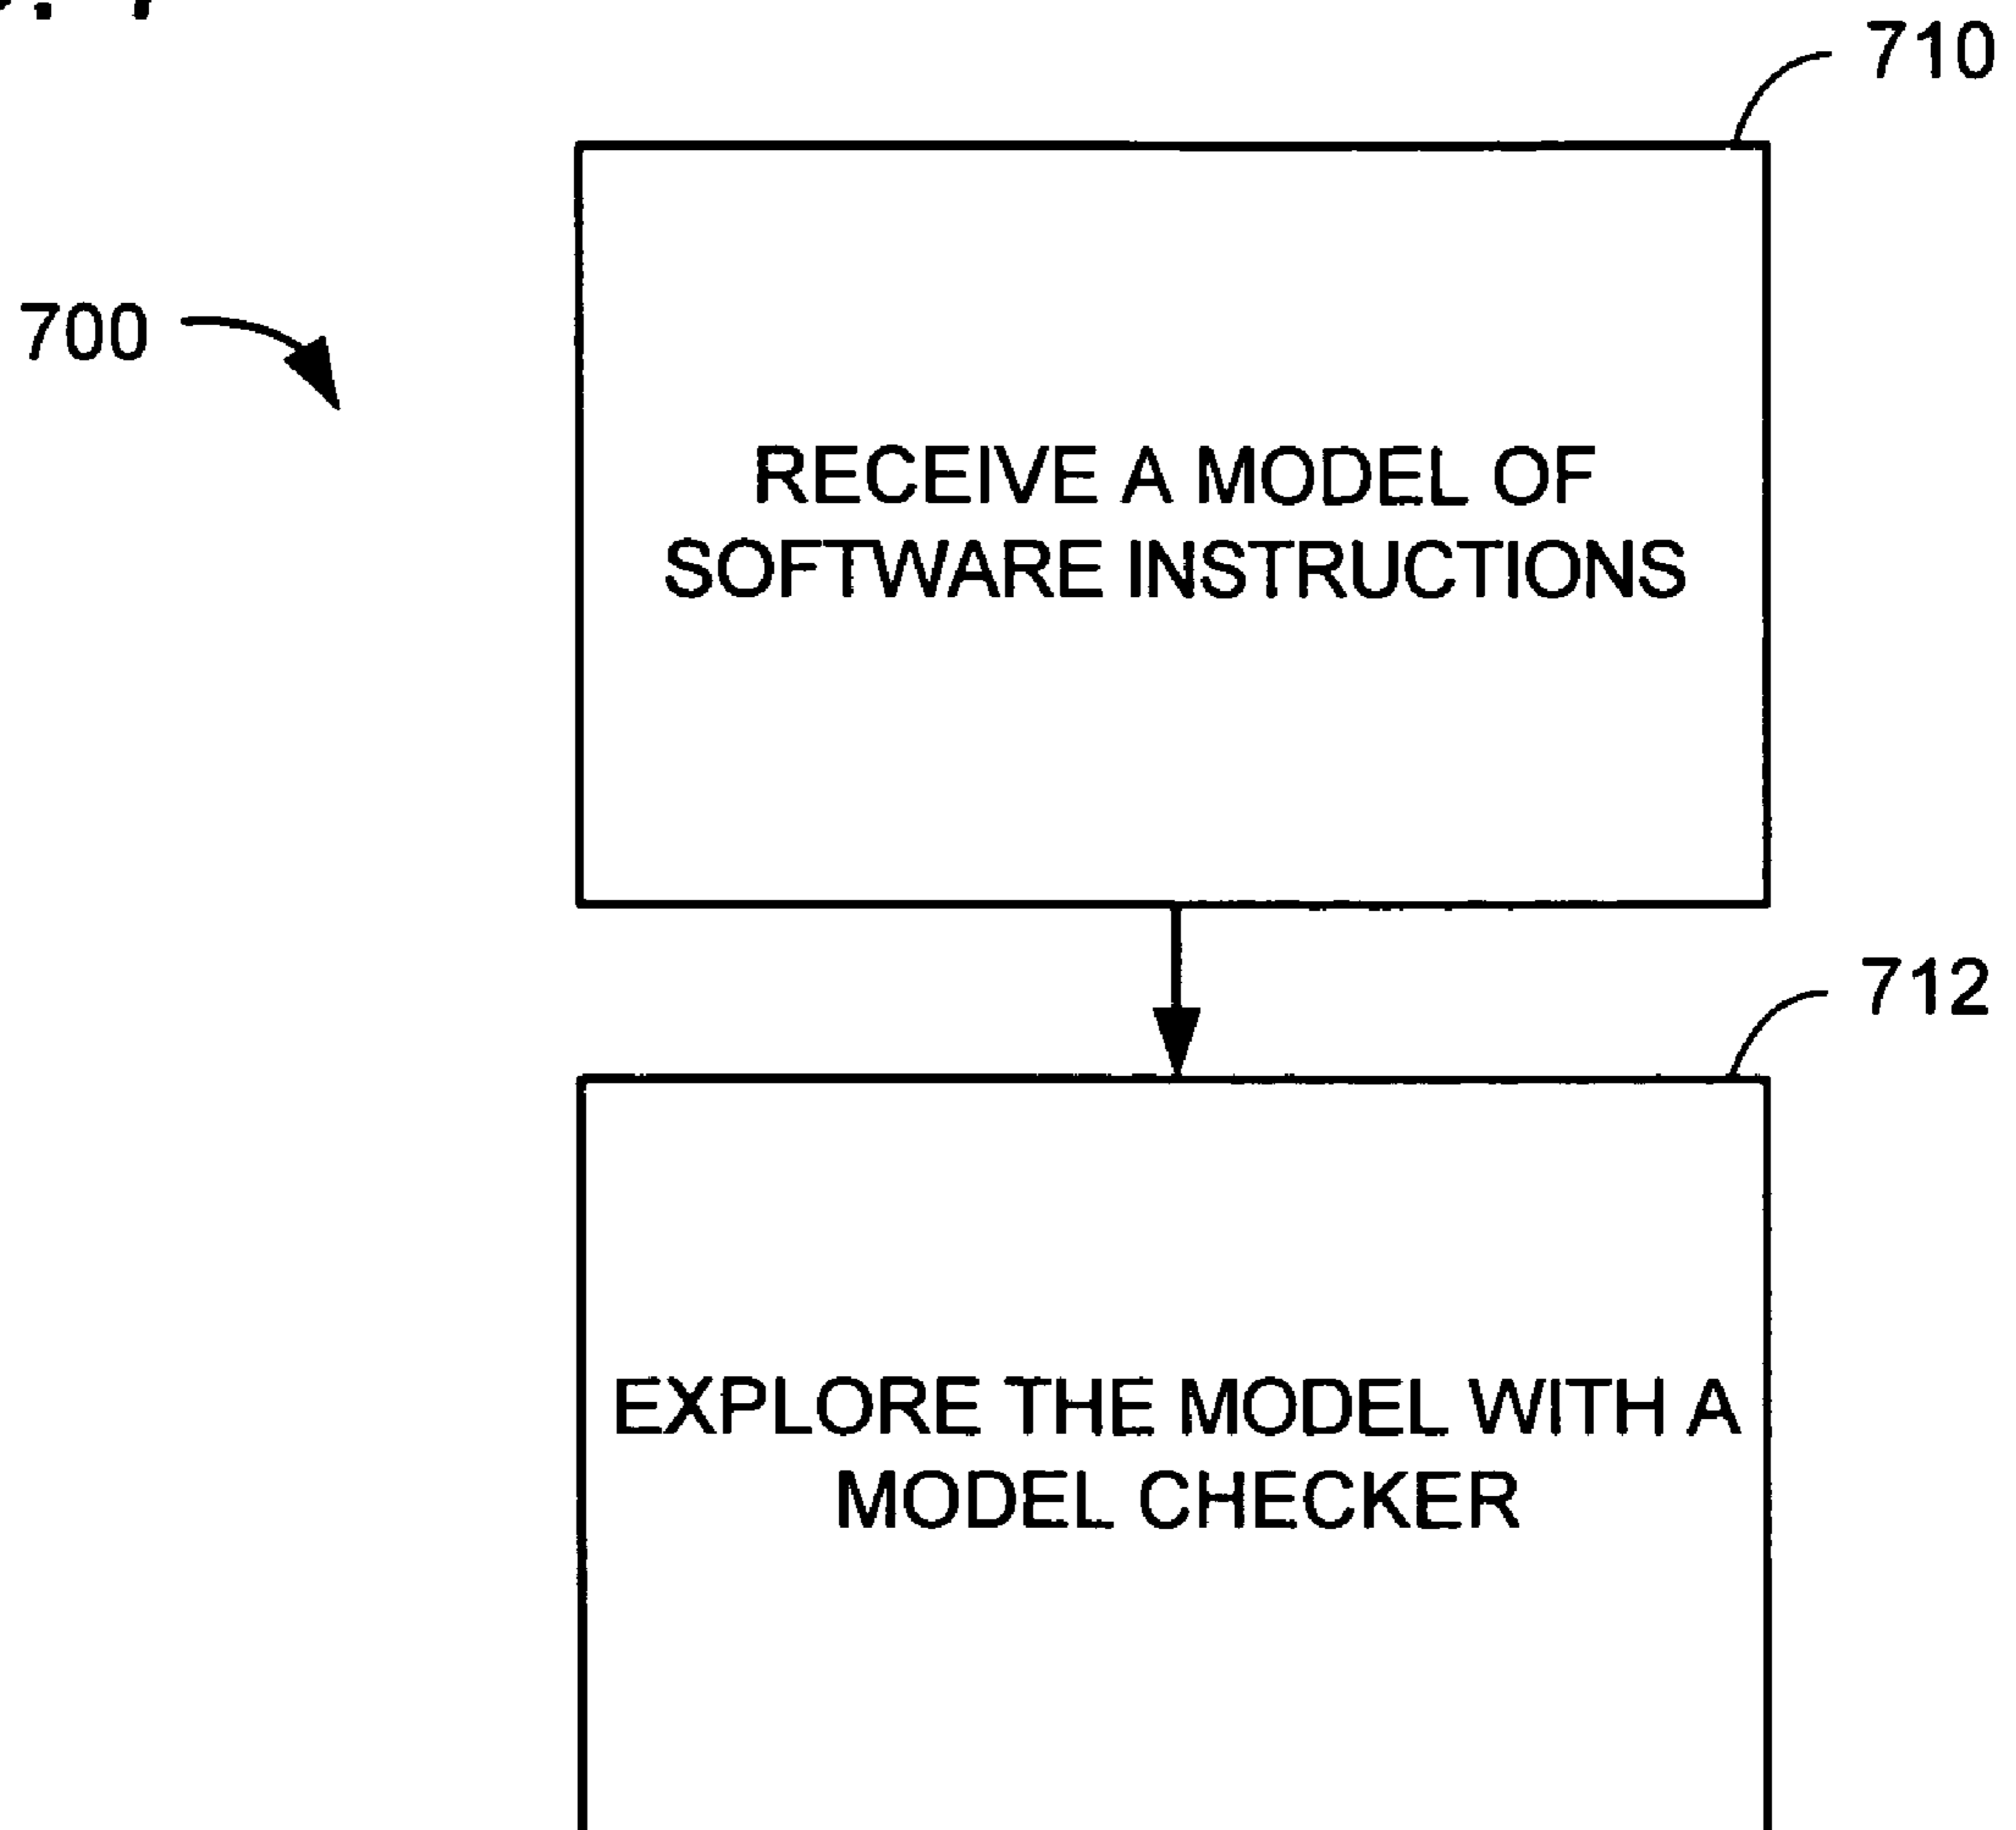 710
700
RECEIVE A MODEL OF
SOFTWARE INSTRUCTIONS
712
EXPLORE THE MODEL WITH A
MODEL CHECKER